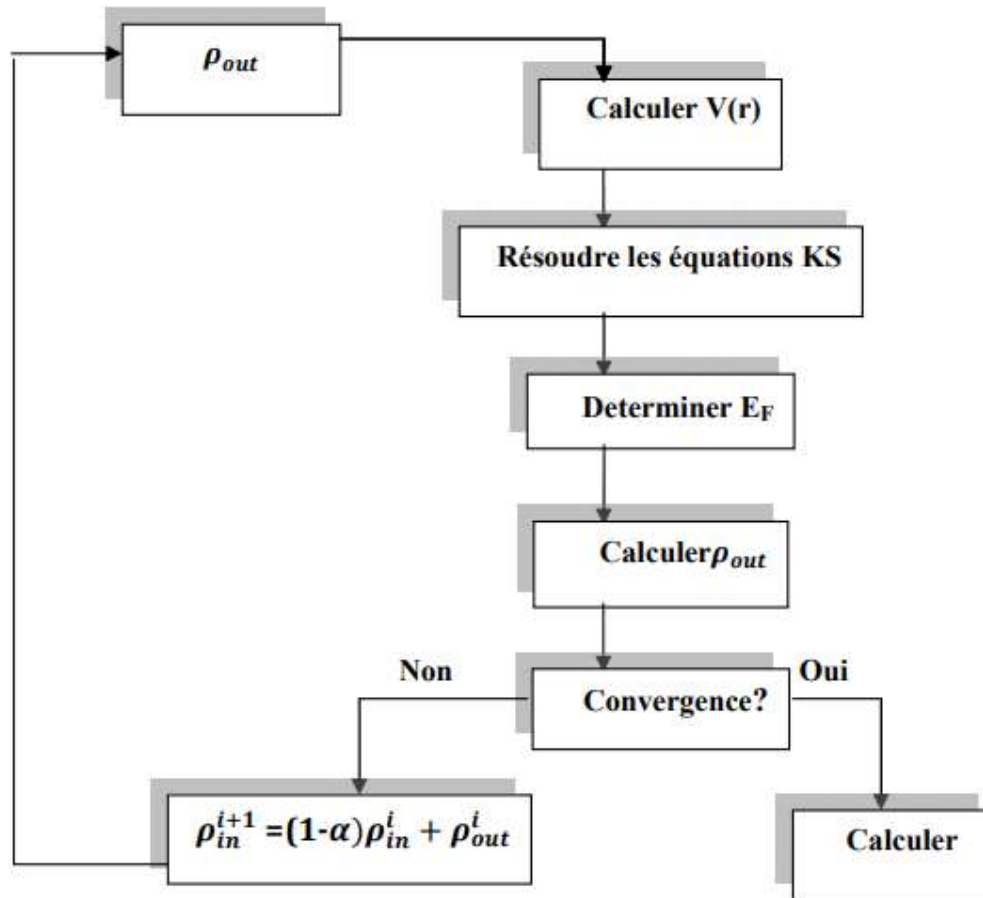 ρ_out
Calculer V(r)
Résoudre les équations KS
Determiner E_F
Calculerρ_out
Non
Oui
Convergence?
ρ_in^{i+1} =(1-α)ρ_in^i + ρ_out^i
Calculer